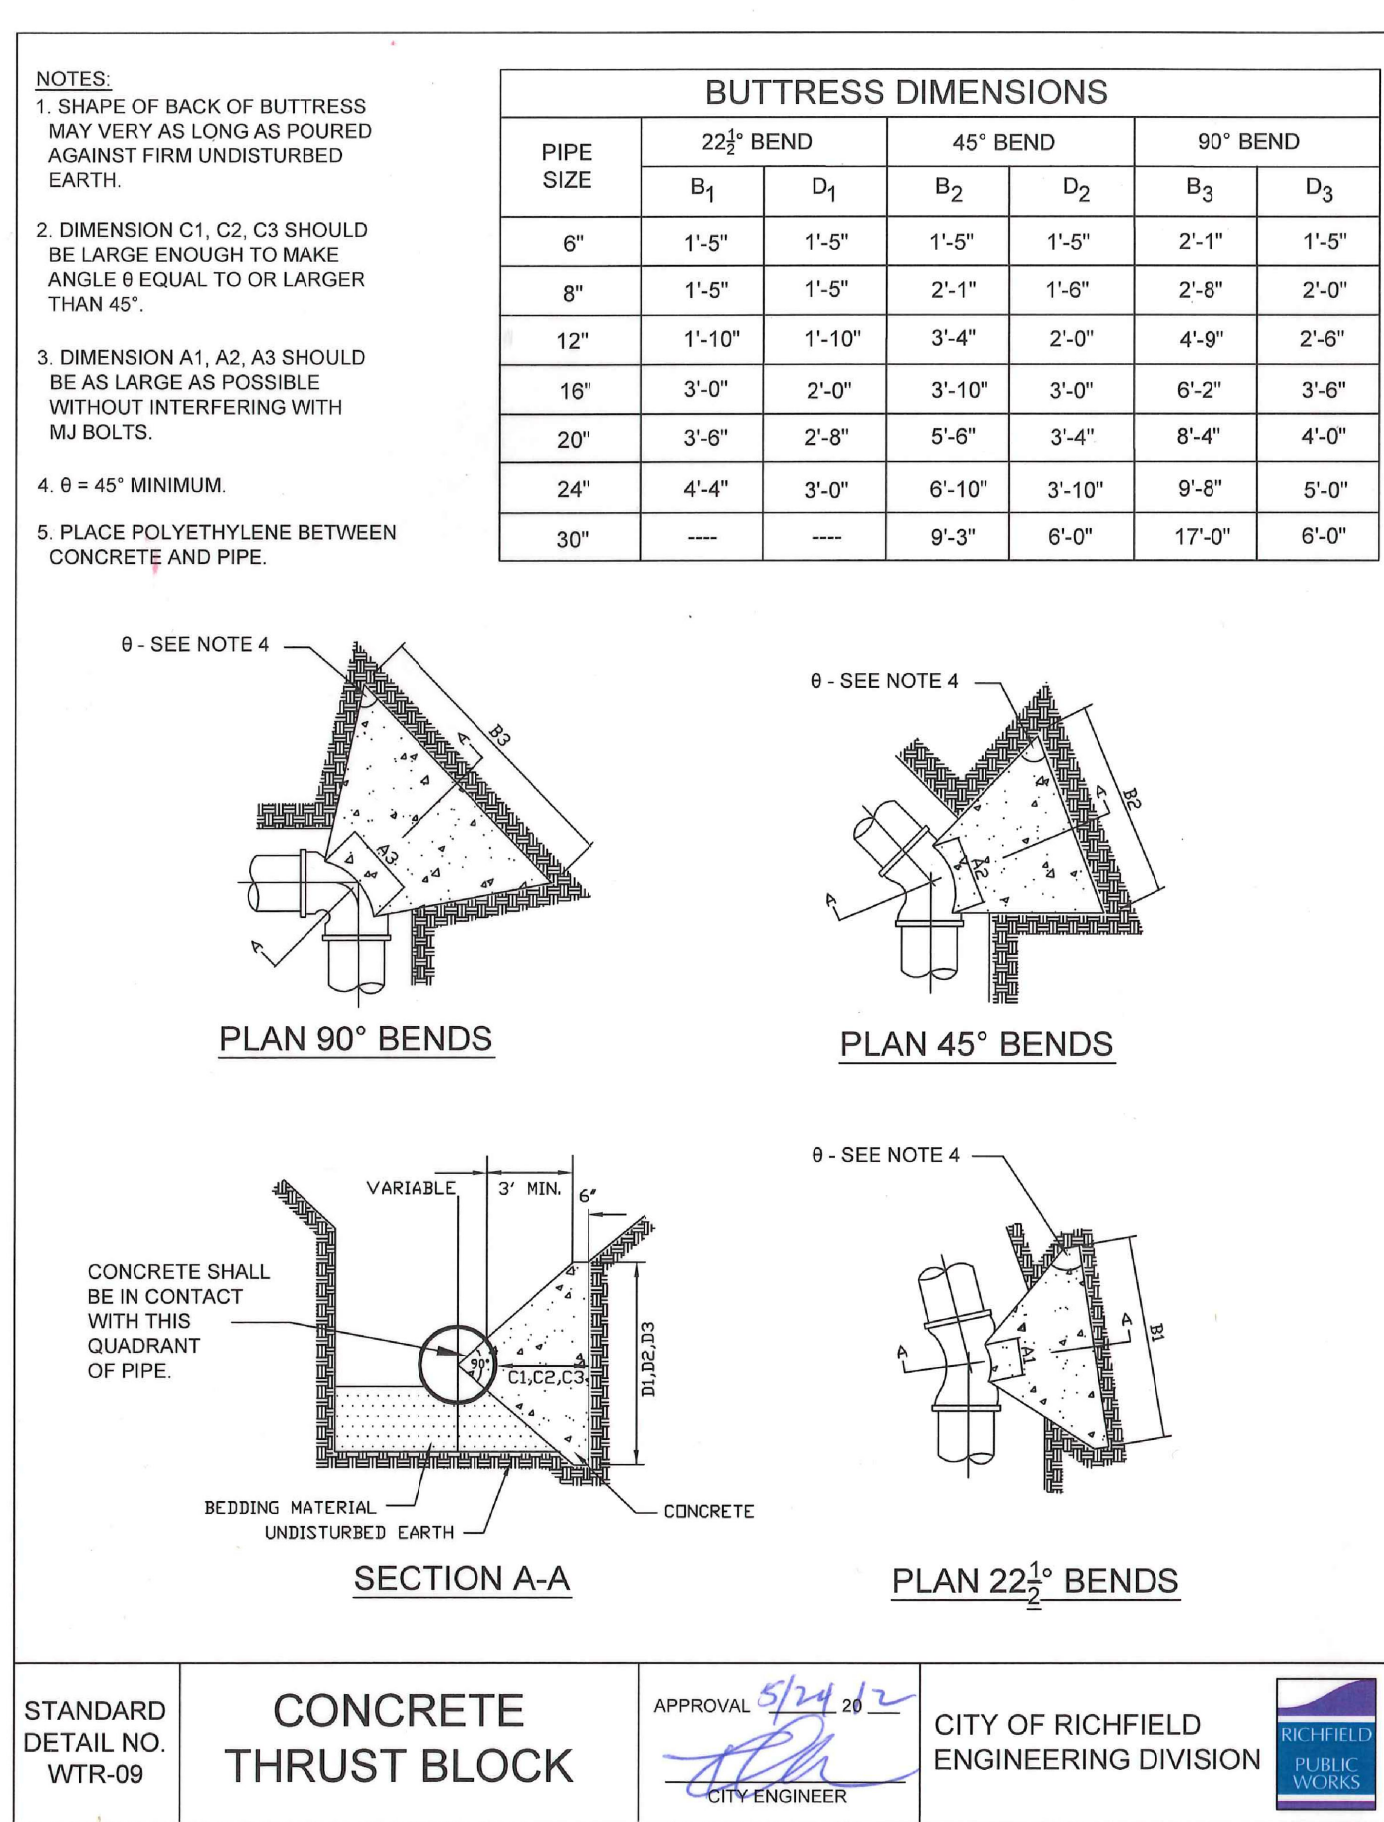 NOTES:
1. SHAPE OF BACK OF BUTTRESS
MAY VERY AS LONG AS POURED
AGAINST FIRM UNDISTURBED
EARTH.
2. DIMENSION C1, C2, C3 SHOULD
BE LARGE ENOUGH TO MAKE
ANGLE θ EQUAL TO OR LARGER
THAN 45°.
3. DIMENSION A1, A2, A3 SHOULD
BE AS LARGE AS POSSIBLE
WITHOUT INTERFERING WITH
MJ BOLTS.
4. θ = 45° MINIMUM.
5. PLACE POLYETHYLENE BETWEEN
CONCRETE AND PIPE.
BUTTRESS DIMENSIONS
PIPE SIZE 22½° BEND 45° BEND 90° BEND
B1 D1 B2 D2 B3 D3
6" 1'-5" 1'-5" 1'-5" 1'-5" 2'-1" 1'-5"
8" 1'-5" 1'-5" 2'-1" 1'-6" 2'-8" 2'-0"
12" 1'-10" 1'-10" 3'-4" 2'-0" 4'-9" 2'-6"
16" 3'-0" 2'-0" 3'-10" 3'-0" 6'-2" 3'-6"
20" 3'-6" 2'-8" 5'-6" 3'-4" 8'-4" 4'-0"
24" 4'-4" 3'-0" 6'-10" 3'-10" 9'-8" 5'-0"
30" ---- ---- 9'-3" 6'-0" 17'-0" 6'-0"
θ - SEE NOTE 4
B3
A
A3
A
PLAN 90° BENDS
θ - SEE NOTE 4
B2
A
A2
A
PLAN 45° BENDS
VARIABLE 3' MIN. 6"
CONCRETE SHALL
BE IN CONTACT
WITH THIS
QUADRANT
OF PIPE.
90°
C1,C2,C3
D1,D2,D3
BEDDING MATERIAL
UNDISTURBED EARTH
CONCRETE
SECTION A-A
θ - SEE NOTE 4
A
B1
A1
A
PLAN 22½° BENDS
STANDARD
DETAIL NO.
WTR-09
CONCRETE
THRUST BLOCK
APPROVAL 5/24 2012
CITY ENGINEER
CITY OF RICHFIELD
ENGINEERING DIVISION
RICHFIELD
PUBLIC
WORKS